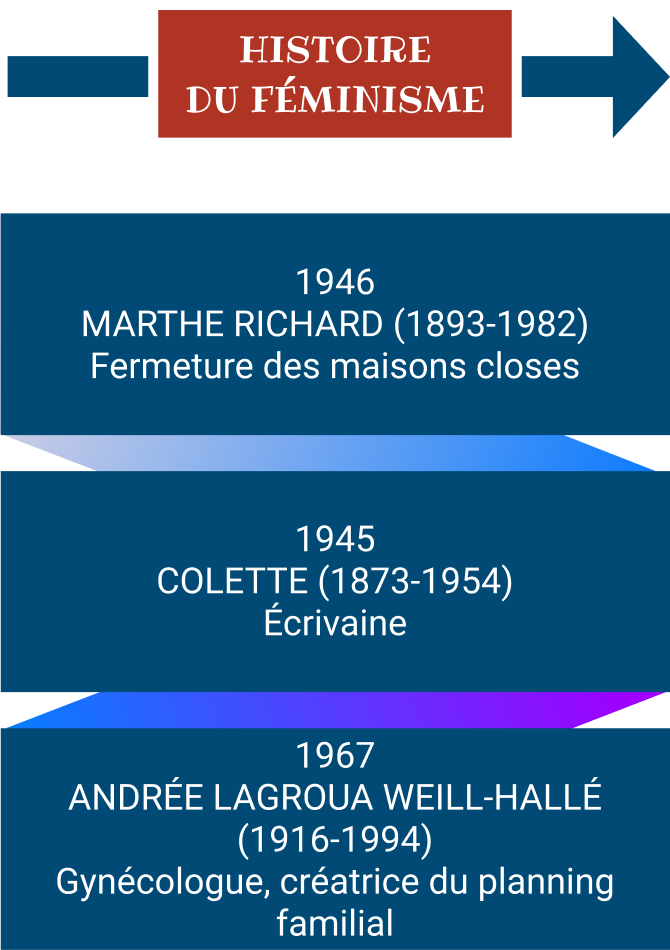 HISTOIRE
DU FÉMINISME
1946
MARTHE RICHARD (1893-1982)
Fermeture des maisons closes
1945
COLETTE (1873-1954)
Écrivaine
1967
ANDRÉE LAGROUA WEILL-HALLÉ
(1916-1994)
Gynécologue, créatrice du planning
familial